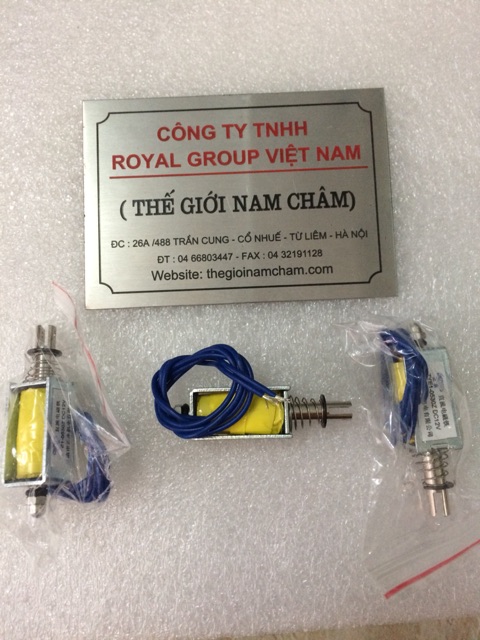 CÔNG TY TNHH
ROYAL GROUP VIỆT NAM
( THẾ GIỚI NAM CHÂM)
ĐC : 26A /488 TRẦN CUNG - CỔ NHUẾ - TỪ LIÊM - HÀ NỘI
ĐT : 04 66803447 - FAX : 04 32191128
Website: thegioinamcham.com
DC12V